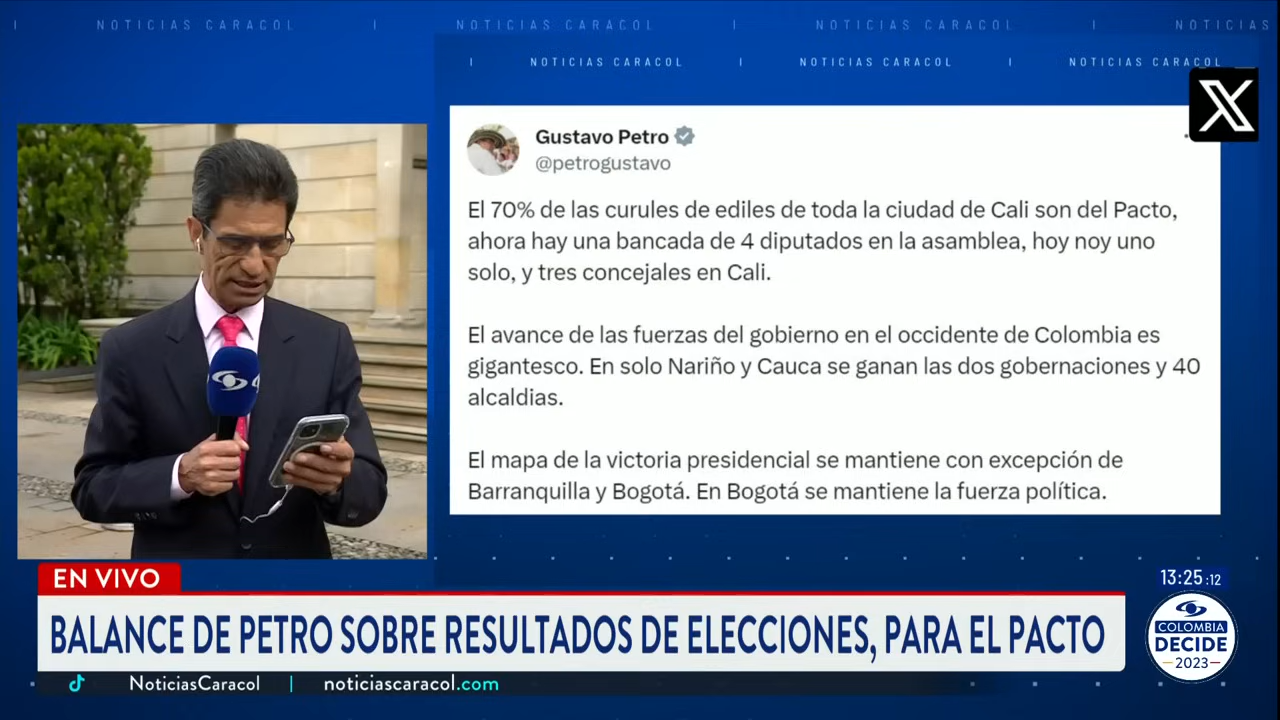 NOTICIAS CARACOL NOTICIAS CARACOL NOTICIAS CARACOL NOTICIAS
NOTICIAS CARACOL NOTICIAS CARACOL NOTICIAS CARACOL
X
Gustavo Petro
@petrogustavo
El 70% de las curules de ediles de toda la ciudad de Cali son del Pacto,
ahora hay una bancada de 4 diputados en la asamblea, hoy noy uno
solo, y tres concejales en Cali.
El avance de las fuerzas del gobierno en el occidente de Colombia es
gigantesco. En solo Nariño y Cauca se ganan las dos gobernaciones y 40
alcaldias.
El mapa de la victoria presidencial se mantiene con excepción de
Barranquilla y Bogotá. En Bogotá se mantiene la fuerza política.
EN VIVO
13:25:12
BALANCE DE PETRO SOBRE RESULTADOS DE ELECCIONES, PARA EL PACTO
COLOMBIA
DECIDE
2023
NoticiasCaracol | noticiascaracol.com